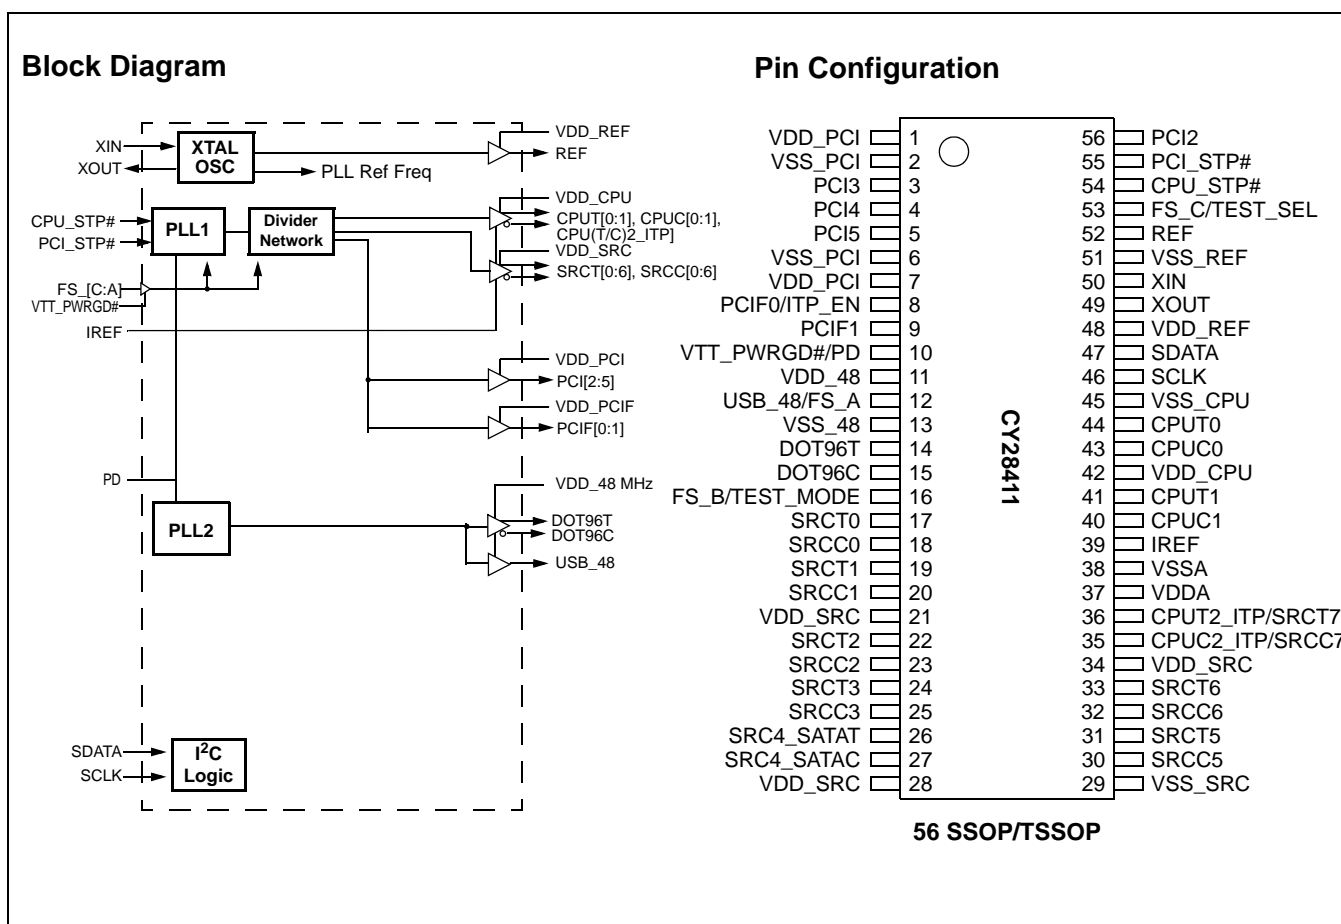 Block Diagram
XIN
XOUT
XTAL
OSC
VDD_REF
REF
PLL Ref Freq
CPU_STP#
PCI_STP#
PLL1
Divider
Network
VDD_CPU
CPUT[0:1], CPUC[0:1],
CPU(T/C)2_ITP]
VDD_SRC
SRCT[0:6], SRCC[0:6]
FS_[C:A]
VTT_PWRGD#
IREF
VDD_PCI
PCI[2:5]
VDD_PCIF
PCIF[0:1]
PD
PLL2
VDD_48 MHz
DOT96T
DOT96C
USB_48
SDATA
SCLK
I2C
Logic
Pin Configuration
VDD_PCI 1 56 PCI2
VSS_PCI 2 55 PCI_STP#
PCI3 3 54 CPU_STP#
PCI4 4 53 FS_C/TEST_SEL
PCI5 5 52 REF
VSS_PCI 6 51 VSS_REF
VDD_PCI 7 50 XIN
PCIF0/ITP_EN 8 49 XOUT
PCIF1 9 48 VDD_REF
VTT_PWRGD#/PD 10 47 SDATA
VDD_48 11 46 SCLK
USB_48/FS_A 12 45 VSS_CPU
VSS_48 13 44 CPUT0
DOT96T 14 43 CPUC0
DOT96C 15 42 VDD_CPU
FS_B/TEST_MODE 16 41 CPUT1
SRCT0 17 40 CPUC1
SRCC0 18 39 IREF
SRCT1 19 38 VSSA
SRCC1 20 37 VDDA
VDD_SRC 21 36 CPUT2_ITP/SRCT7
SRCT2 22 35 CPUC2_ITP/SRCC7
SRCC2 23 34 VDD_SRC
SRCT3 24 33 SRCT6
SRCC3 25 32 SRCC6
SRC4_SATAT 26 31 SRCT5
SRC4_SATAC 27 30 SRCC5
VDD_SRC 28 29 VSS_SRC
CY28411
56 SSOP/TSSOP